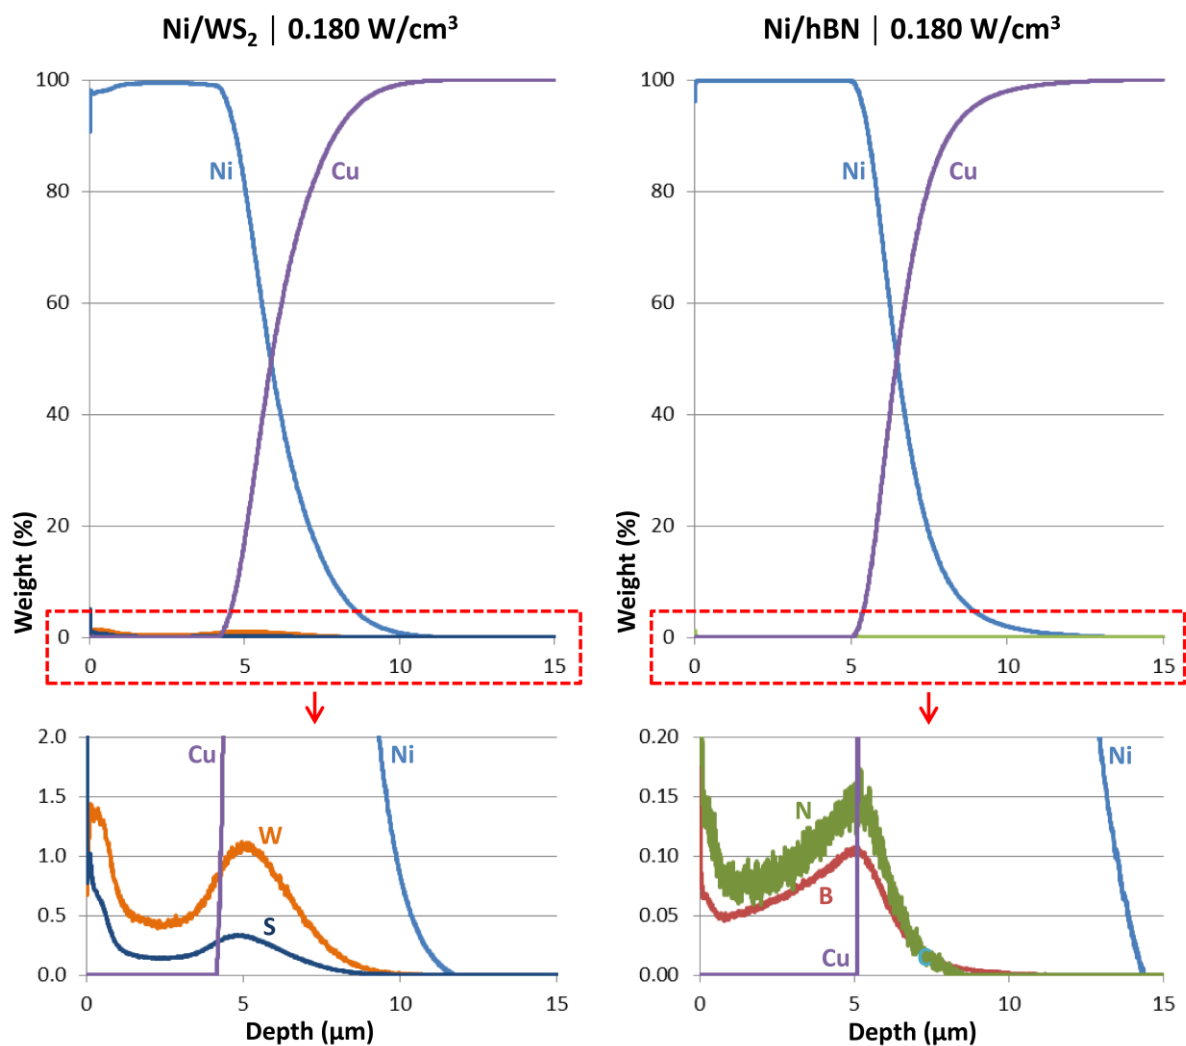 Ni/WS₂ | 0.180 W/cm³
Ni/hBN | 0.180 W/cm³
Weight (%)
100
80
60
40
20
0
Ni
Cu
0 5 10 15
Weight (%)
100
80
60
40
20
0
Ni
Cu
0 5 10 15
2.0
1.5
1.0
0.5
0.0
Cu
Ni
W
S
0 5 10 15
Depth (μm)
0.20
0.15
0.10
0.05
0.00
Ni
N
B
Cu
0 5 10 15
Depth (μm)